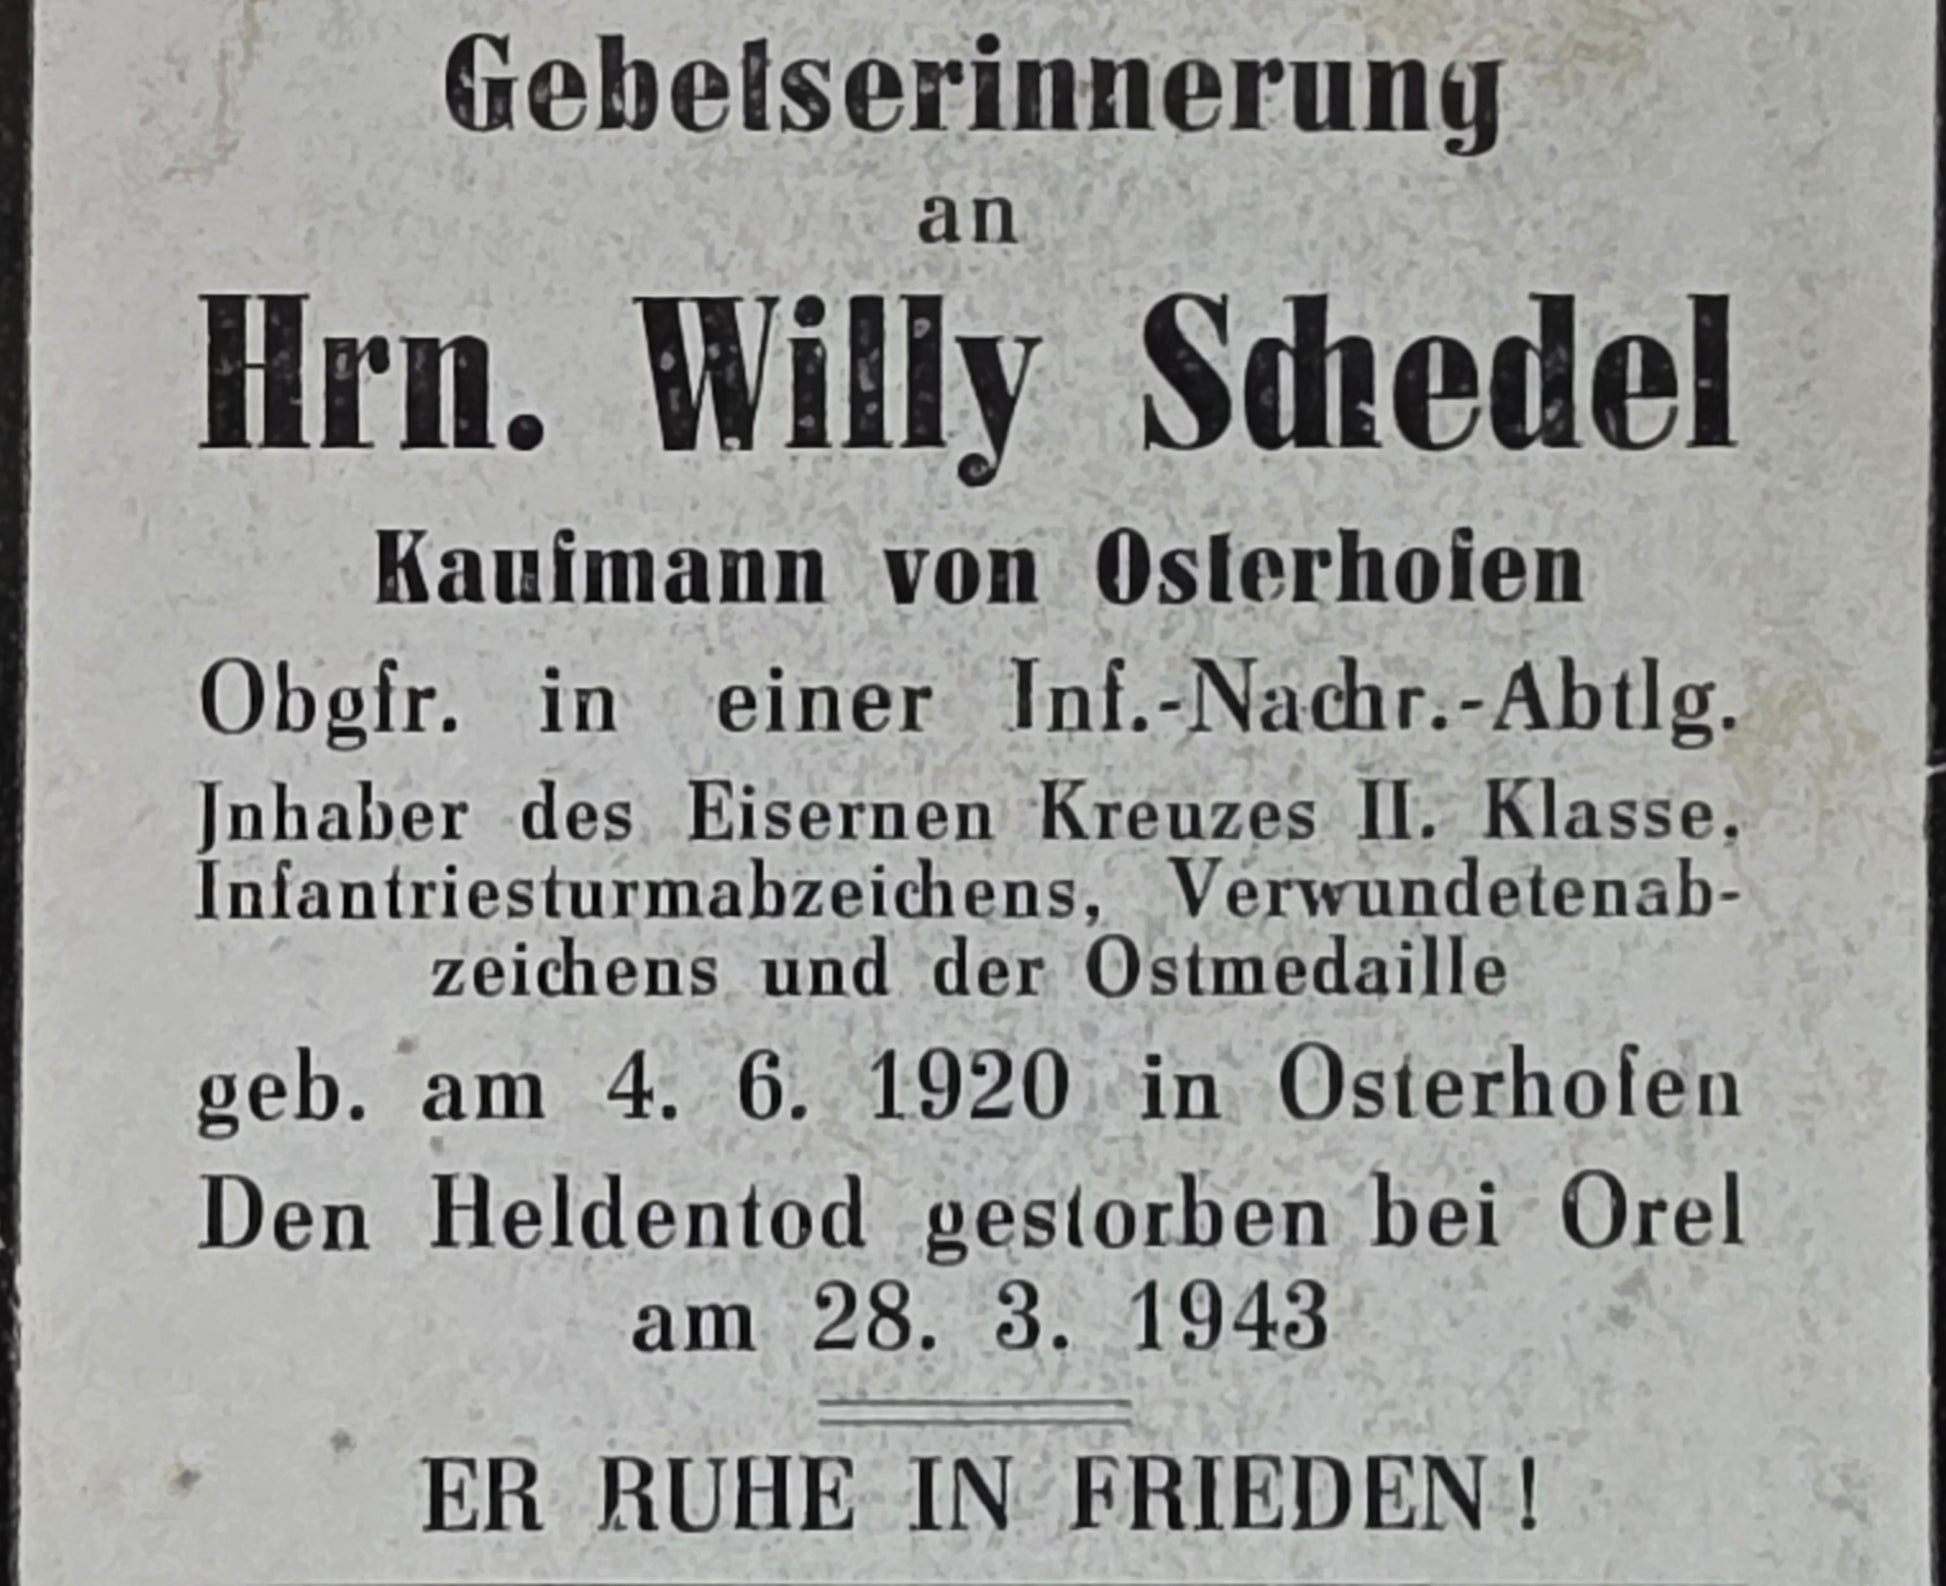 Gebetserinnerung
an
Hrn. Willy Schedel
Kaufmann von Osterhofen
Obgfr. in einer Inf.-Nachr.-Abtlg.
Jnhaber des Eisernen Kreuzes II. Klasse,
Infantriesturmabzeichens, Verwundetenab-
zeichens und der Ostmedaille
geb. am 4. 6. 1920 in Osterhofen
Den Heldentod gestorben bei Orel
am 28. 3. 1943
ER RUHE IN FRIEDEN!